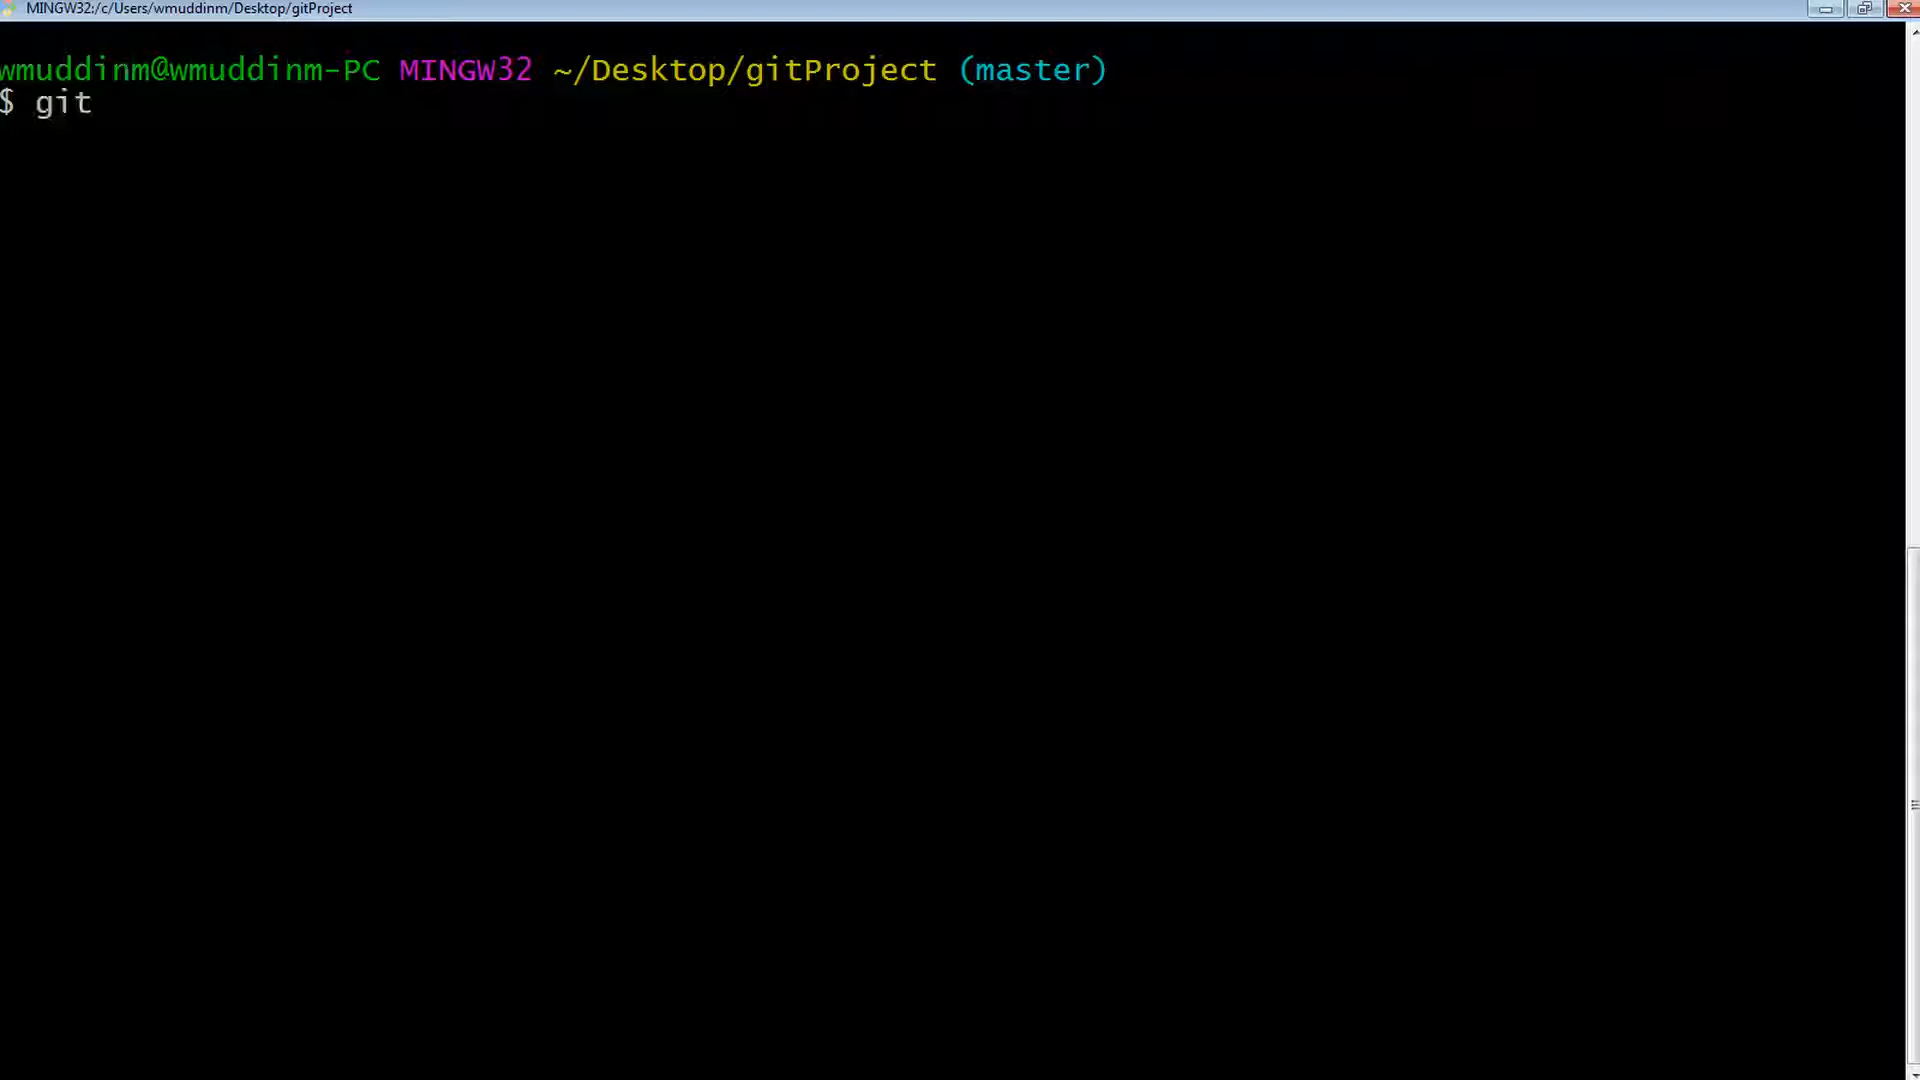 MINGW32:/c/Users/wmuddinm/Desktop/gitProject
wmuddinm@wmuddinm-PC MINGW32 ~/Desktop/gitProject (master)
$ git